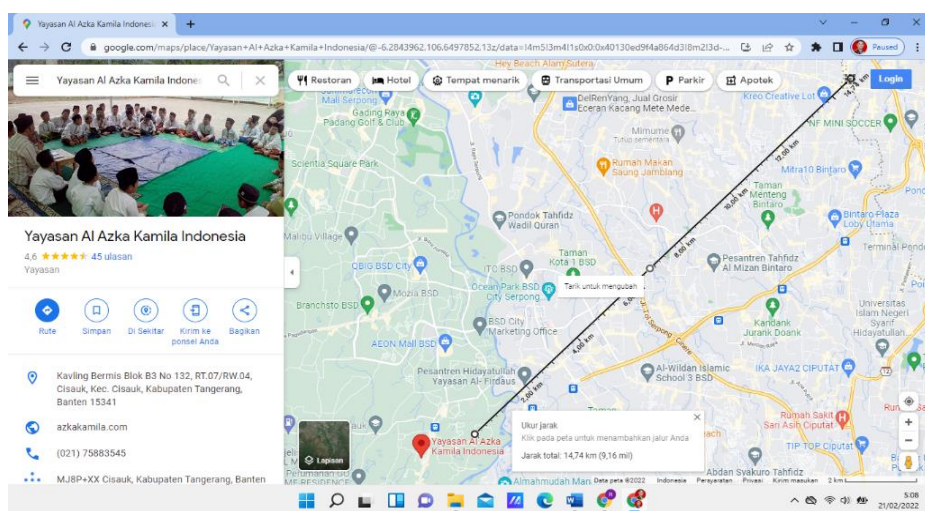 Yayasan Al Azka Kamila Indonesi
google.com/maps/place/Yayasan+Al+Azka+Kamila+Indonesia/@-6.2843962,106.6497852,13z/data=!4m5!3m4!1s0x0:0x40130ed9f4a864d3!8m2!3d-...
Paused
Yayasan Al Azka Kamila Indone
Restoran
Hotel
Tempat menarik
Transportasi Umum
Parkir
Apotek
Login
Yayasan Al Azka Kamila Indonesia
4,6
45 ulasan
Yayasan
Rute
Simpan
Di Sekitar
Kirim ke
ponsel Anda
Bagikan
Kavling Bermis Blok B3 No 132, RT.07/RW.04,
Cisauk, Kec. Cisauk, Kabupaten Tangerang,
Banten 15341
azkakamila.com
(021) 75883545
MJ8P+XX Cisauk, Kabupaten Tangerang, Banten
Hey Beach Alam Sutera
Mall Serpong
Gading Raya
Padang Golf & Club
DelRenYang, Jual Grosir
Eceran Kacang Mete Mede...
Kreo Creative Lot
14,74 km
Mimume
Tutup sementara
NF MINI SOCCER
12,00 km
Scientia Square Park
Rumah Makan
Saung Jamblang
Mitra10 Bintaro
Taman
Menteng
Bintaro
10,00 km
Pondok Tahfidz
Wadil Quran
Bintaro Plaza
Loby Utama
Malibu Village
8,00 km
Taman
Kota 1 BSD
Pesantren Tahfidz
Al Mizan Bintaro
QBIG BSD City
ITC BSD
Ocean Park BSD
City Serpong
Tarik untuk mengubah
Mozia BSD
Branchsto BSD
Universitas
Islam Negeri
Syarif
Hidayatullah
BSD City
Marketing Office
Kandank
Jurank Doank
AEON Mall BSD
4,00 km
Pesantren Hidayatullah
Yayasan Al- Firdaus
Al-Wildan Islamic
School 3 BSD
IKA JAYA2 CIPUTAT
2,00 km
Rumah Sakit
Sari Asih Ciputat
Yayasan Al Azka
Kamila Indonesia
Ukur jarak
Klik pada peta untuk menambahkan jalur Anda
Jarak total: 14,74 km (9,16 mil)
TIP TOP Ciputat
Lapisan
Almahmudah Man
Abdan Syakuro Tahfidz
Data peta ©2022
Indonesia
Persyaratan
Privasi
Kirim masukan
2 km
5:08
21/02/2022